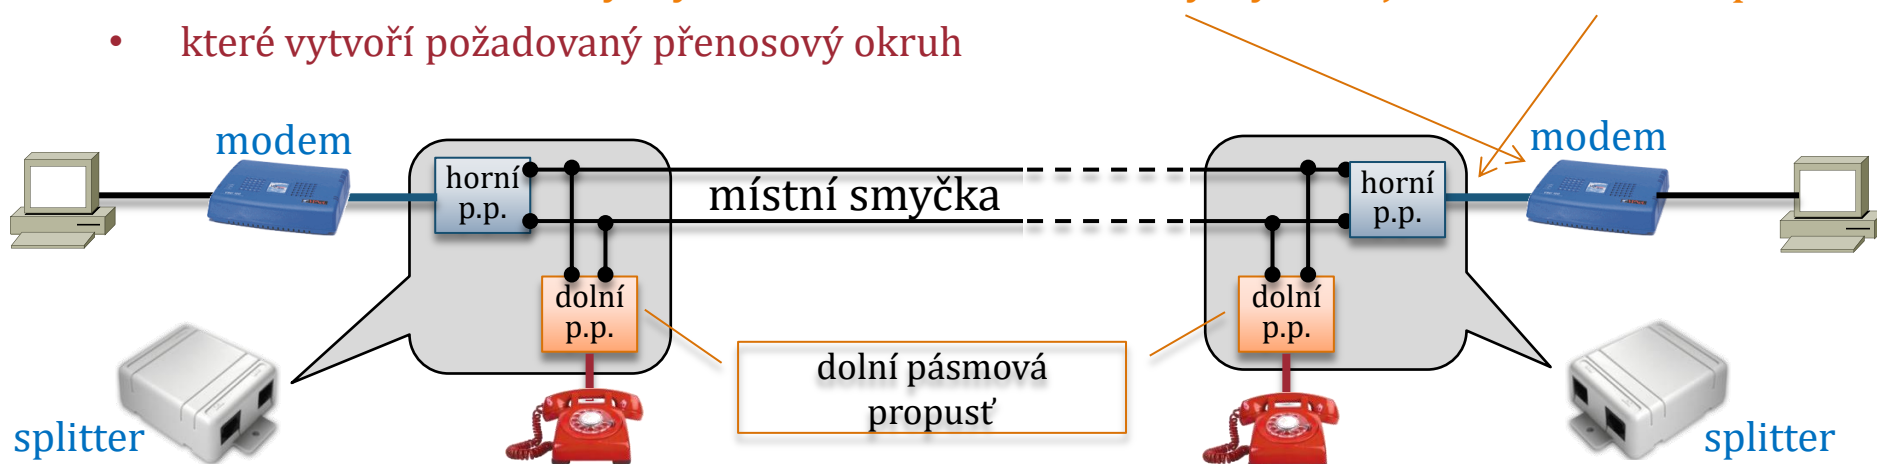 • které vytvoří požadovaný přenosový okruh
modem
modem
horní
p.p.
místní smyčka
horní
p.p.
dolní
p.p.
dolní
p.p.
dolní pásmová
propusť
splitter
splitter